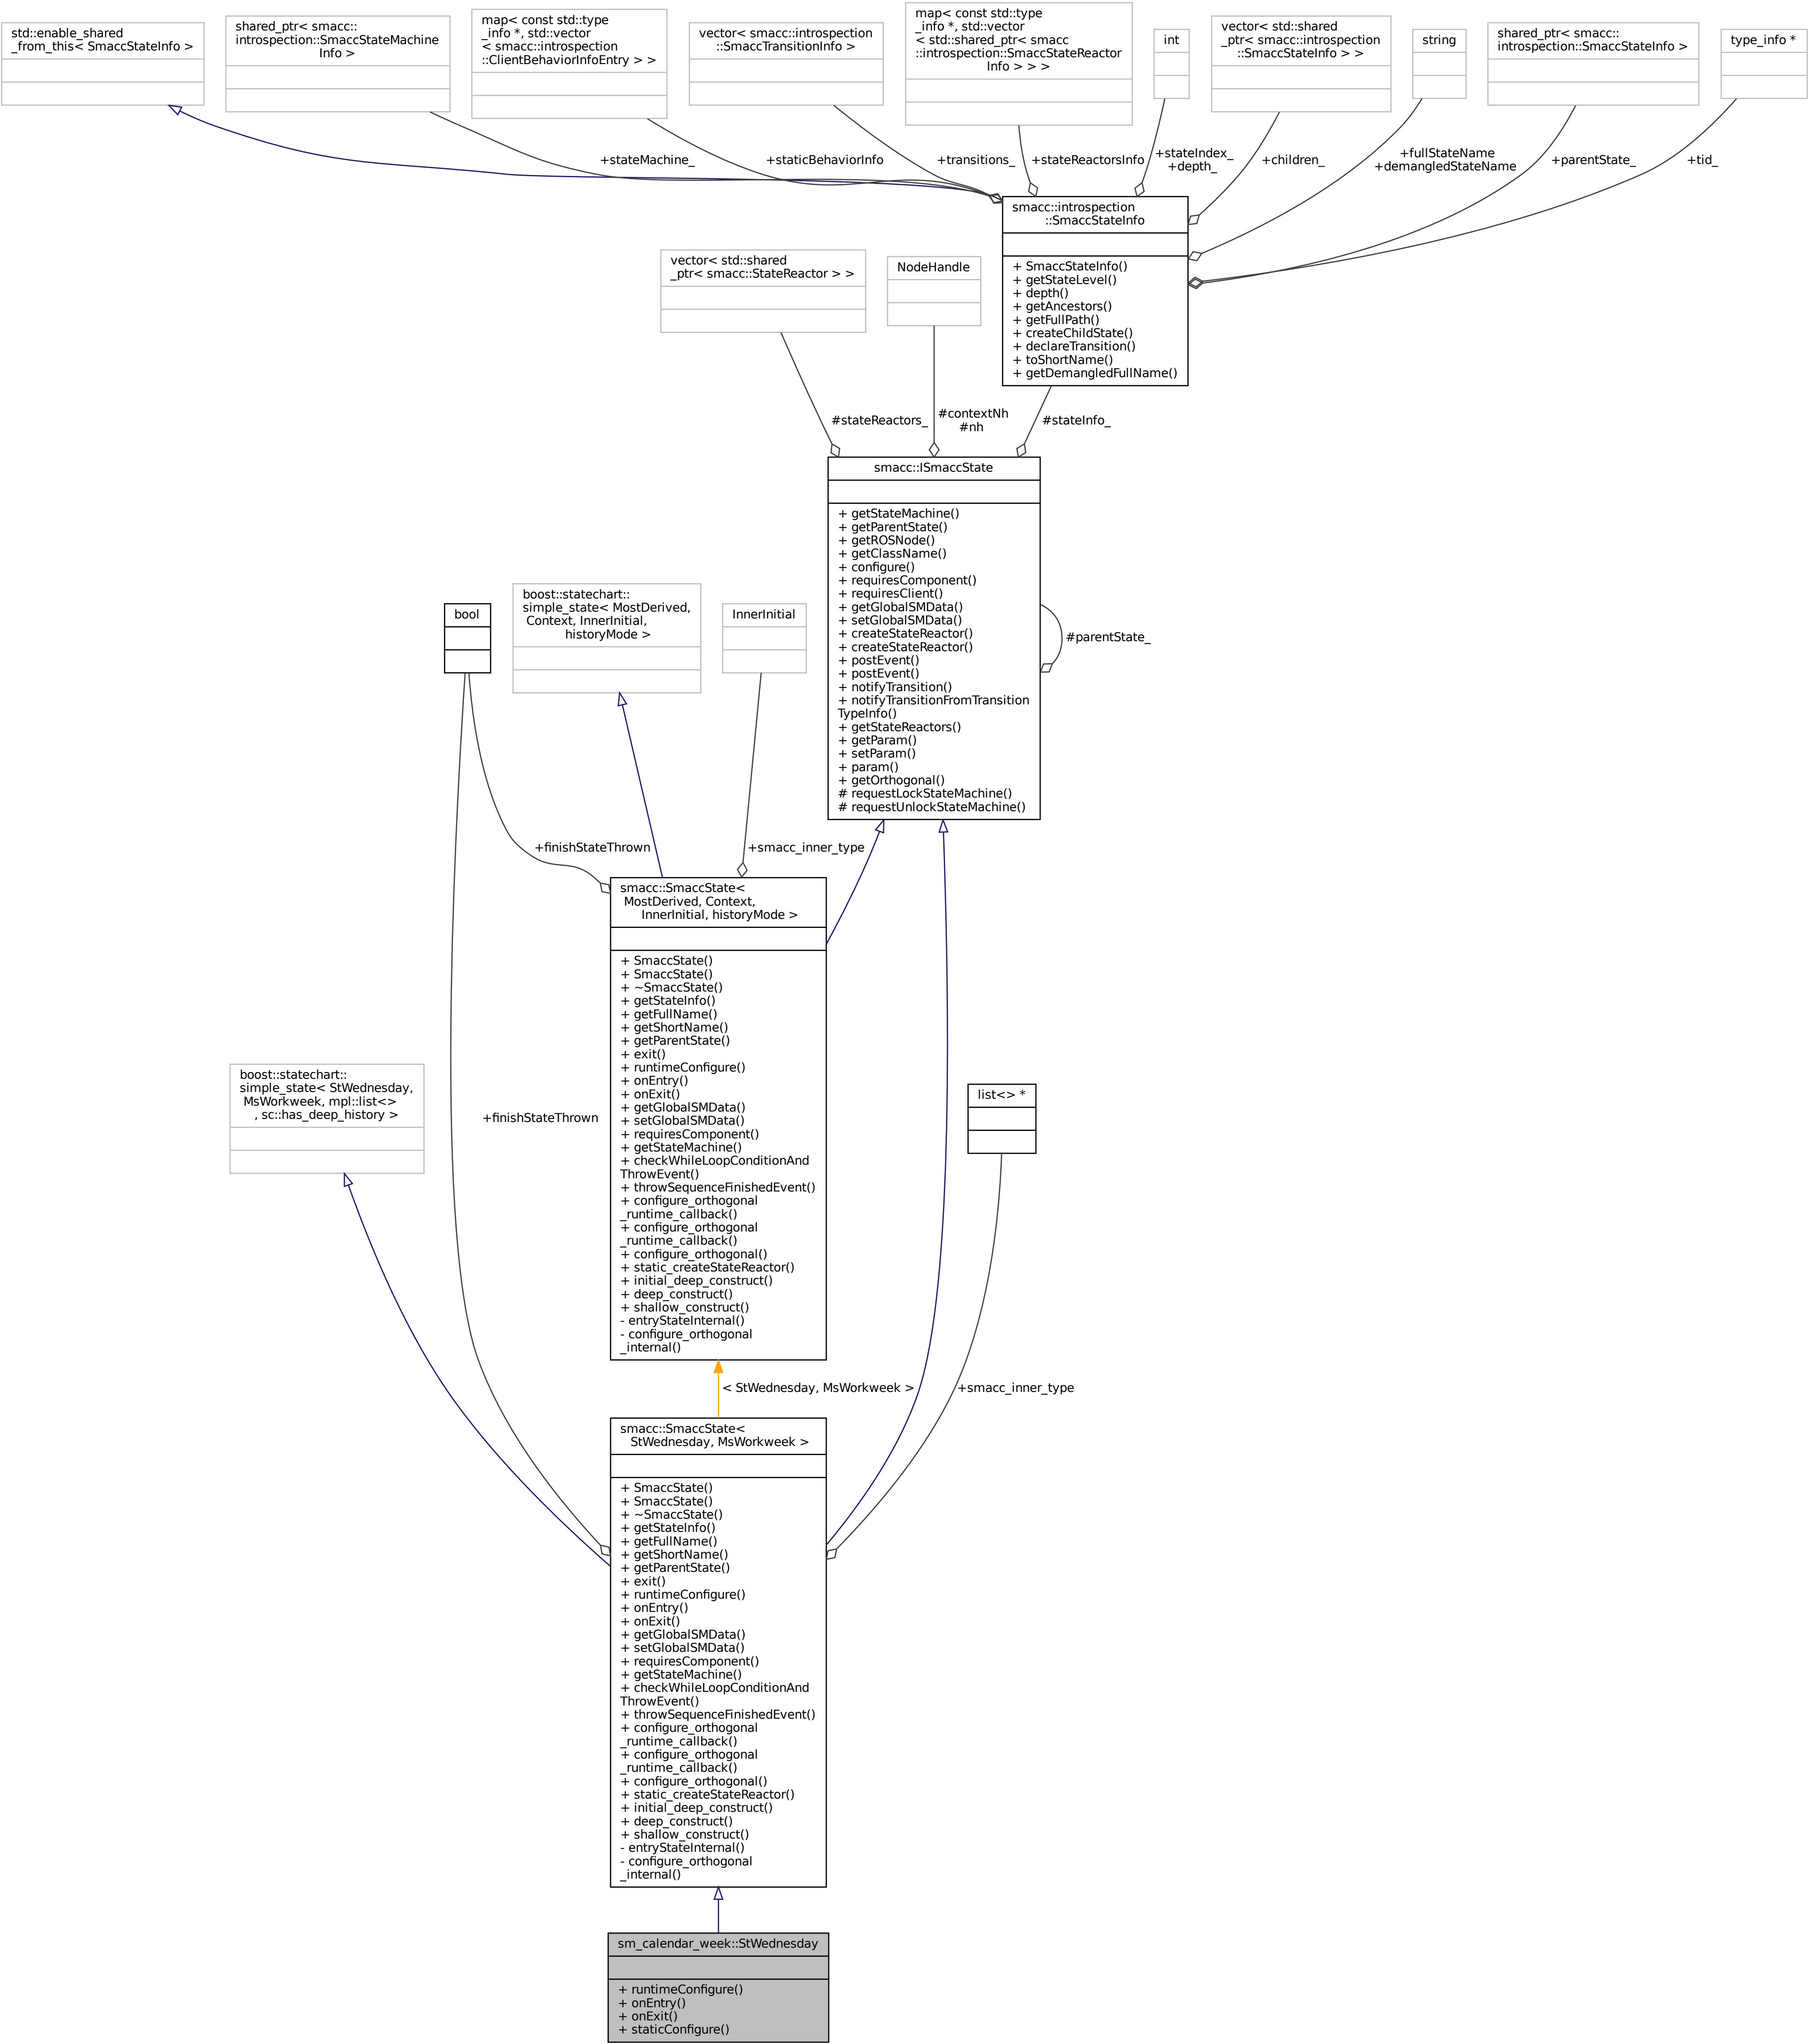 std::enable_shared
_from_this< SmaccStateInfo >
shared_ptr< smacc::
introspection::SmaccStateMachine
Info >
map< const std::type
_info *, std::vector
< smacc::introspection
::ClientBehaviorInfoEntry > >
vector< smacc::introspection
::SmaccTransitionInfo >
map< const std::type
_info *, std::vector
< std::shared_ptr< smacc
::introspection::SmaccStateReactor
Info > > >
int
vector< std::shared
_ptr< smacc::introspection
::SmaccStateInfo > >
string
shared_ptr< smacc::
introspection::SmaccStateInfo >
type_info *
+stateMachine_
+staticBehaviorInfo
+transitions_
+stateReactorsInfo
+stateIndex_
+depth_
+children_
+fullStateName
+demangledStateName
+parentState_
+tid_
smacc::introspection
::SmaccStateInfo
+ SmaccStateInfo()
+ getStateLevel()
+ depth()
+ getAncestors()
+ getFullPath()
+ createChildState()
+ declareTransition()
+ toShortName()
+ getDemangledFullName()
vector< std::shared
_ptr< smacc::StateReactor > >
NodeHandle
#stateReactors_
#contextNh
#nh
#stateInfo_
smacc::ISmaccState
+ getStateMachine()
+ getParentState()
+ getROSNode()
+ getClassName()
+ configure()
+ requiresComponent()
+ requiresClient()
+ getGlobalSMData()
+ setGlobalSMData()
+ createStateReactor()
+ createStateReactor()
+ postEvent()
+ postEvent()
+ notifyTransition()
+ notifyTransitionFromTransition
TypeInfo()
+ getStateReactors()
+ getParam()
+ setParam()
+ param()
+ getOrthogonal()
# requestLockStateMachine()
# requestUnlockStateMachine()
#parentState_
bool
boost::statechart::
simple_state< MostDerived,
Context, InnerInitial,
historyMode >
InnerInitial
+finishStateThrown
+smacc_inner_type
smacc::SmaccState<
MostDerived, Context,
InnerInitial, historyMode >
+ SmaccState()
+ SmaccState()
+ ~SmaccState()
+ getStateInfo()
+ getFullName()
+ getShortName()
+ getParentState()
+ exit()
+ runtimeConfigure()
+ onEntry()
+ onExit()
+ getGlobalSMData()
+ setGlobalSMData()
+ requiresComponent()
+ getStateMachine()
+ checkWhileLoopConditionAnd
ThrowEvent()
+ throwSequenceFinishedEvent()
+ configure_orthogonal
_runtime_callback()
+ configure_orthogonal
_runtime_callback()
+ configure_orthogonal()
+ static_createStateReactor()
+ initial_deep_construct()
+ deep_construct()
+ shallow_construct()
- entryStateInternal()
- configure_orthogonal
_internal()
boost::statechart::
simple_state< StWednesday,
MsWorkweek, mpl::list<>
, sc::has_deep_history >
+finishStateThrown
list<> *
< StWednesday, MsWorkweek >
+smacc_inner_type
smacc::SmaccState<
StWednesday, MsWorkweek >
+ SmaccState()
+ SmaccState()
+ ~SmaccState()
+ getStateInfo()
+ getFullName()
+ getShortName()
+ getParentState()
+ exit()
+ runtimeConfigure()
+ onEntry()
+ onExit()
+ getGlobalSMData()
+ setGlobalSMData()
+ requiresComponent()
+ getStateMachine()
+ checkWhileLoopConditionAnd
ThrowEvent()
+ throwSequenceFinishedEvent()
+ configure_orthogonal
_runtime_callback()
+ configure_orthogonal
_runtime_callback()
+ configure_orthogonal()
+ static_createStateReactor()
+ initial_deep_construct()
+ deep_construct()
+ shallow_construct()
- entryStateInternal()
- configure_orthogonal
_internal()
sm_calendar_week::StWednesday
+ runtimeConfigure()
+ onEntry()
+ onExit()
+ staticConfigure()